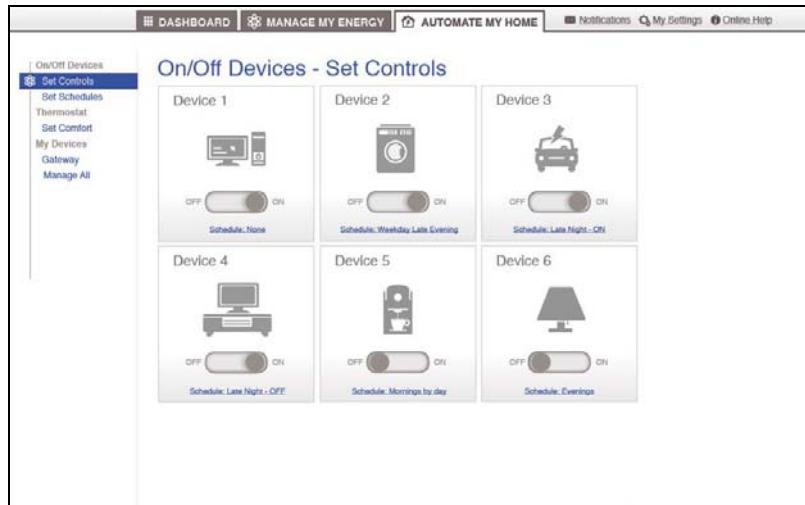 DASHBOARD MANAGE MY ENERGY AUTOMATE MY HOME Notifications My Settings Online Help
On/Off Devices
Set Controls
Set Schedules
Thermostat
Set Comfort
My Devices
Gateway
Manage All
On/Off Devices - Set Controls
Device 1 Device 2 Device 3
OFF ON OFF ON OFF ON
Schedule: None Schedule: Weekday Late Evening Schedule: Late Night - ON
Device 4 Device 5 Device 6
OFF ON OFF ON OFF ON
Schedule: Late Night - OFF Schedule: Mornings by day Schedule: Evenings